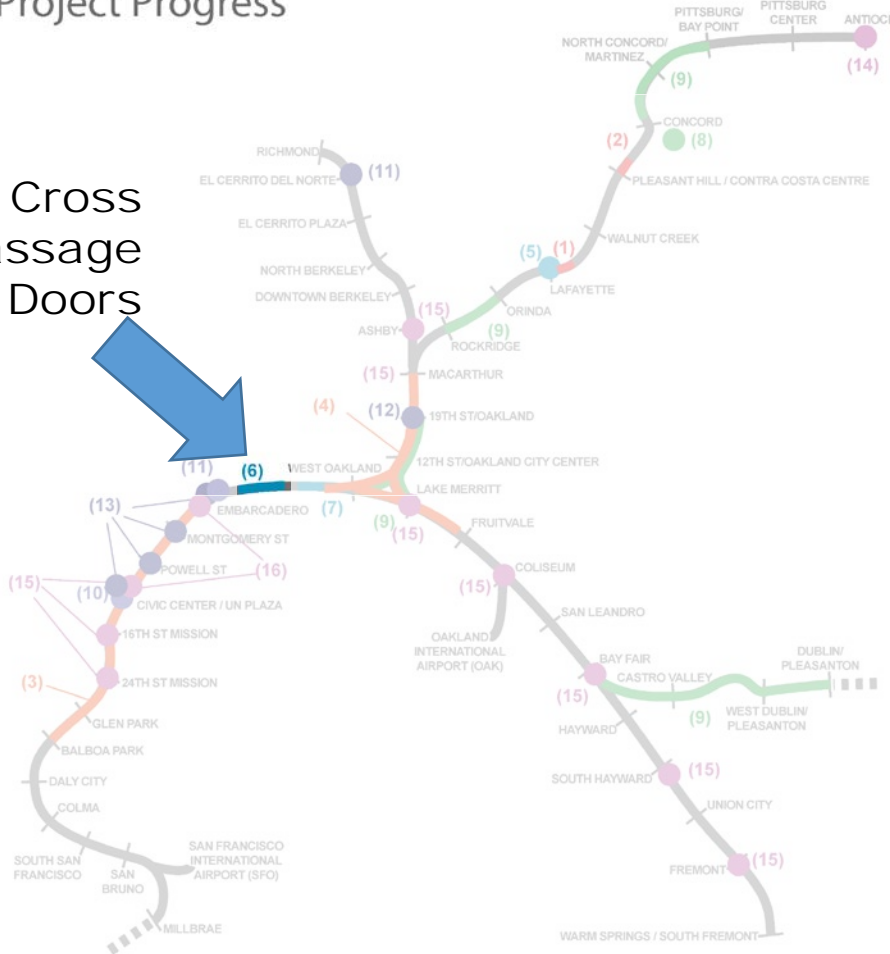 Project Progress
PITTSBURG/
BAY POINT
PITTSBURG
CENTER
ANTIOC
NORTH CONCORD/
MARTINEZ
(14)
(9)
CONCORD
(2)
(8)
RICHMOND
(11)
EL CERRITO DEL NORTE
PLEASANT HILL / CONTRA COSTA CENTRE
Cross
assage
Doors
EL CERRITO PLAZA
WALNUT CREEK
(5)
(1)
NORTH BERKELEY
LAFAYETTE
DOWNTOWN BERKELEY
ORINDA
(15)
(9)
ASHBY
ROCKRIDGE
(15)
MACARTHUR
(4)
(12)
19TH ST/OAKLAND
(11)
(6)
WEST OAKLAND
12TH ST/OAKLAND CITY CENTER
LAKE MERRITT
(13)
EMBARCADERO
(7)
(9)
(15)
FRUITVALE
MONTGOMERY ST
POWELL ST
(16)
COLISEUM
(15)
(10)
(15)
CIVIC CENTER / UN PLAZA
SAN LEANDRO
16TH ST MISSION
OAKLAND
INTERNATIONAL
AIRPORT (OAK)
BAY FAIR
DUBLIN/
PLEASANTON
CASTRO VALLEY
(3)
24TH ST MISSION
(15)
(9)
WEST DUBLIN/
PLEASANTON
GLEN PARK
HAYWARD
BALBOA PARK
DALY CITY
SOUTH HAYWARD
(15)
COLMA
UNION CITY
SOUTH SAN
FRANCISCO
SAN
BRUNO
SAN FRANCISCO
INTERNATIONAL
AIRPORT (SFO)
FREMONT
(15)
MILLBRAE
WARM SPRINGS / SOUTH FREMONT